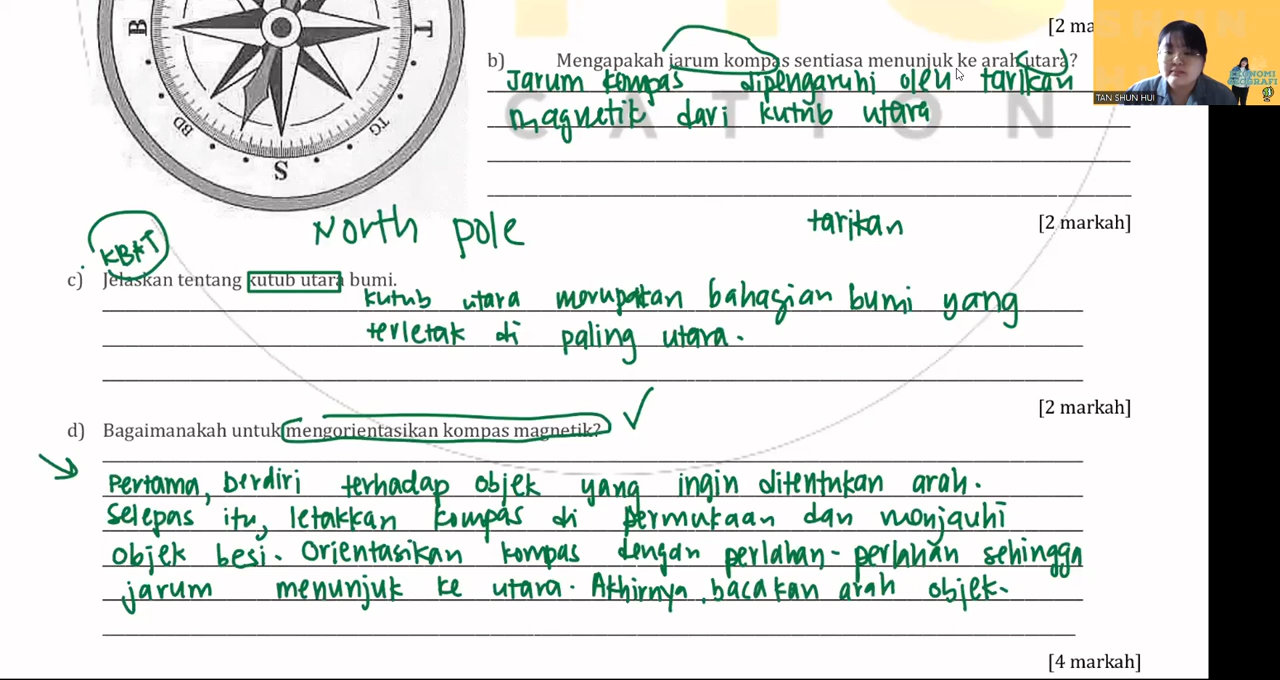 [2 ma
b) Mengapakah jarum kompas sentiasa menunjuk ke arah utara?
Jarum kompas dipengaruhi oleh tarikan
magnetik dari kutub utara
B
T
BD
TG
S
CATION
TAN SHUN HUI
EKONOMI
GEOGRAFI
North pole
tarikan
[2 markah]
KBAT
c) Jelaskan tentang kutub utara bumi.
kutub utara merupakan bahagian bumi yang
terletak di paling utara.
[2 markah]
d) Bagaimanakah untuk mengorientasikan kompas magnetik?
Pertama, berdiri terhadap objek yang ingin ditentukan arah.
Selepas itu, letakkan kompas di permukaan dan menjauhi
objek besi. Orientasikan kompas dengan perlahan-perlahan sehingga
jarum menunjuk ke utara. Akhirnya, bacakan arah objek.
[4 markah]